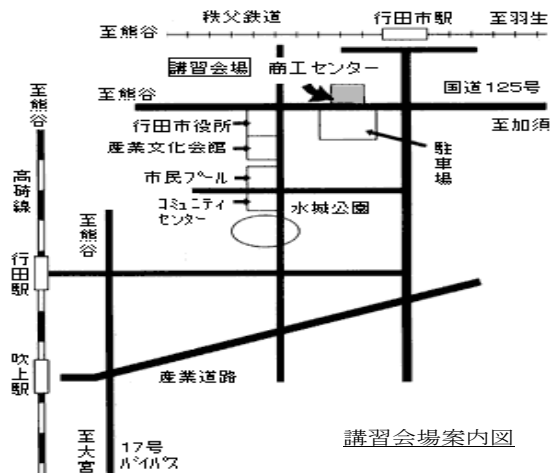 秩父鉄道
行田市駅
至羽生
至熊谷
講習会場
商工センター
国道125号
至熊谷
至加須
行田市役所
産業文化会館
駐車場
市民プール
コミュニティ
センター
水城公園
至熊谷
高碕線
至熊谷
行田駅
吹上駅
産業道路
至大宮
17号
バイパス
講習会場案内図